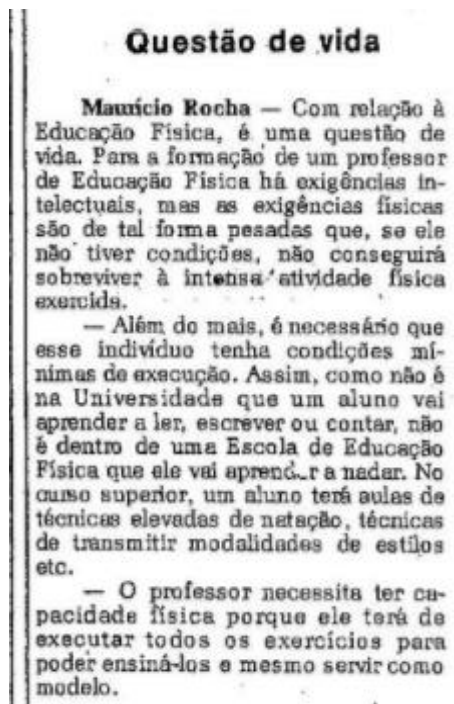 Questão de vida
Maurício Rocha — Com relação à
Educação Física, é uma questão de
vida. Para a formação de um professor
de Educação Física há exigências in-
telectuais, mas as exigências físicas
são de tal forma pesadas que, se ele
não tiver condições, não conseguirá
sobreviver à intensa atividade física
exercida.
— Além do mais, é necessário que
esse indivíduo tenha condições mí-
nimas de execução. Assim, como não é
na Universidade que um aluno vai
aprender a ler, escrever ou contar, não
é dentro de uma Escola de Educação
Física que ele vai aprender a nadar. No
curso superior, um aluno terá aulas de
técnicas elevadas de natação, técnicas
de transmitir modalidades de estilos
etc.
— O professor necessita ter ca-
pacidade física porque ele terá de
executar todos os exercícios para
poder ensiná-los e mesmo servir como
modelo.